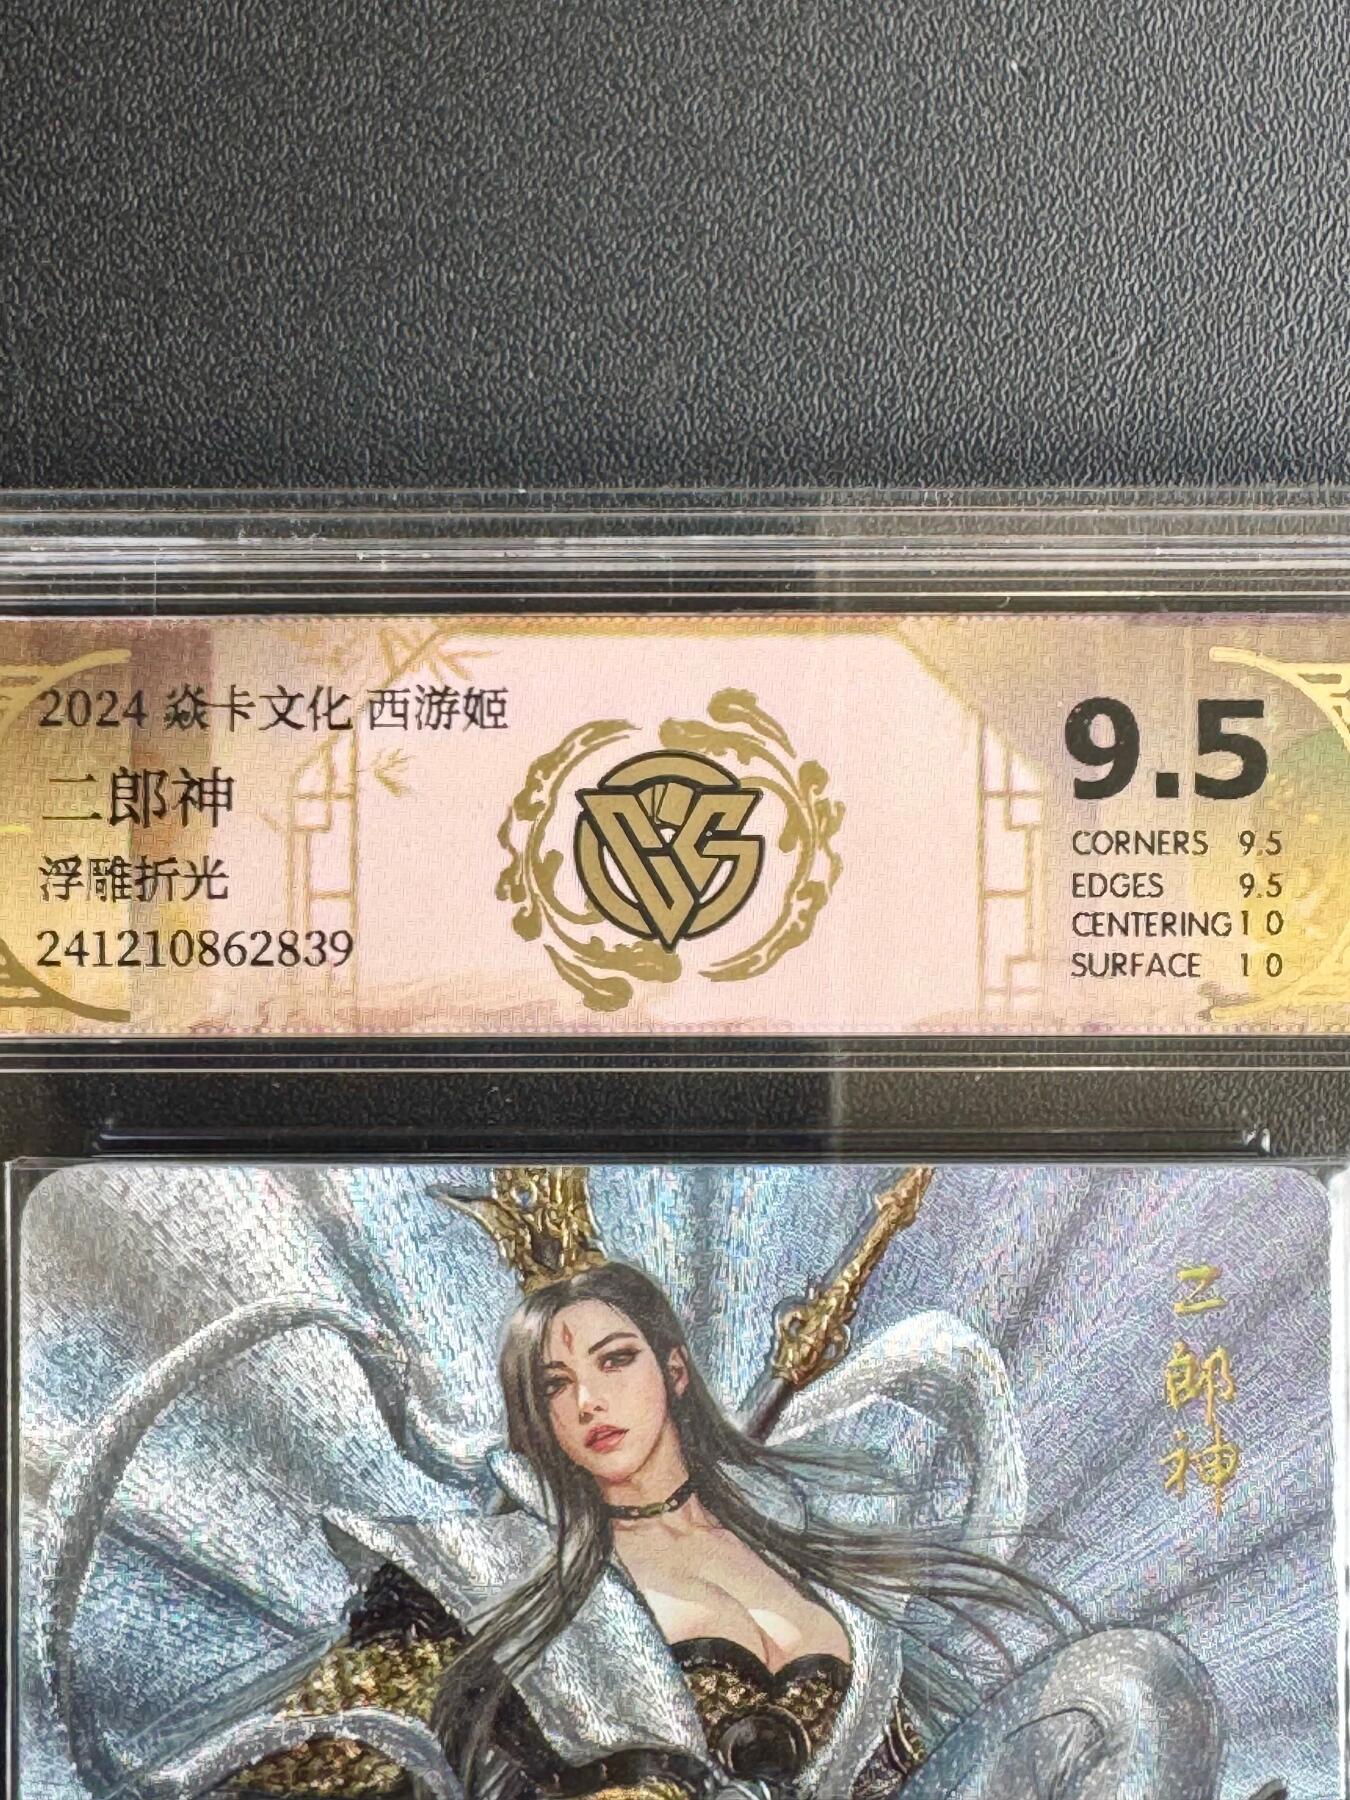 2024 焱卡文化 西游姬
二郎神
浮雕折光
241210862839
CCG
9.5
CORNERS 9.5
EDGES 9.5
CENTERING 10
SURFACE 10
二郎神